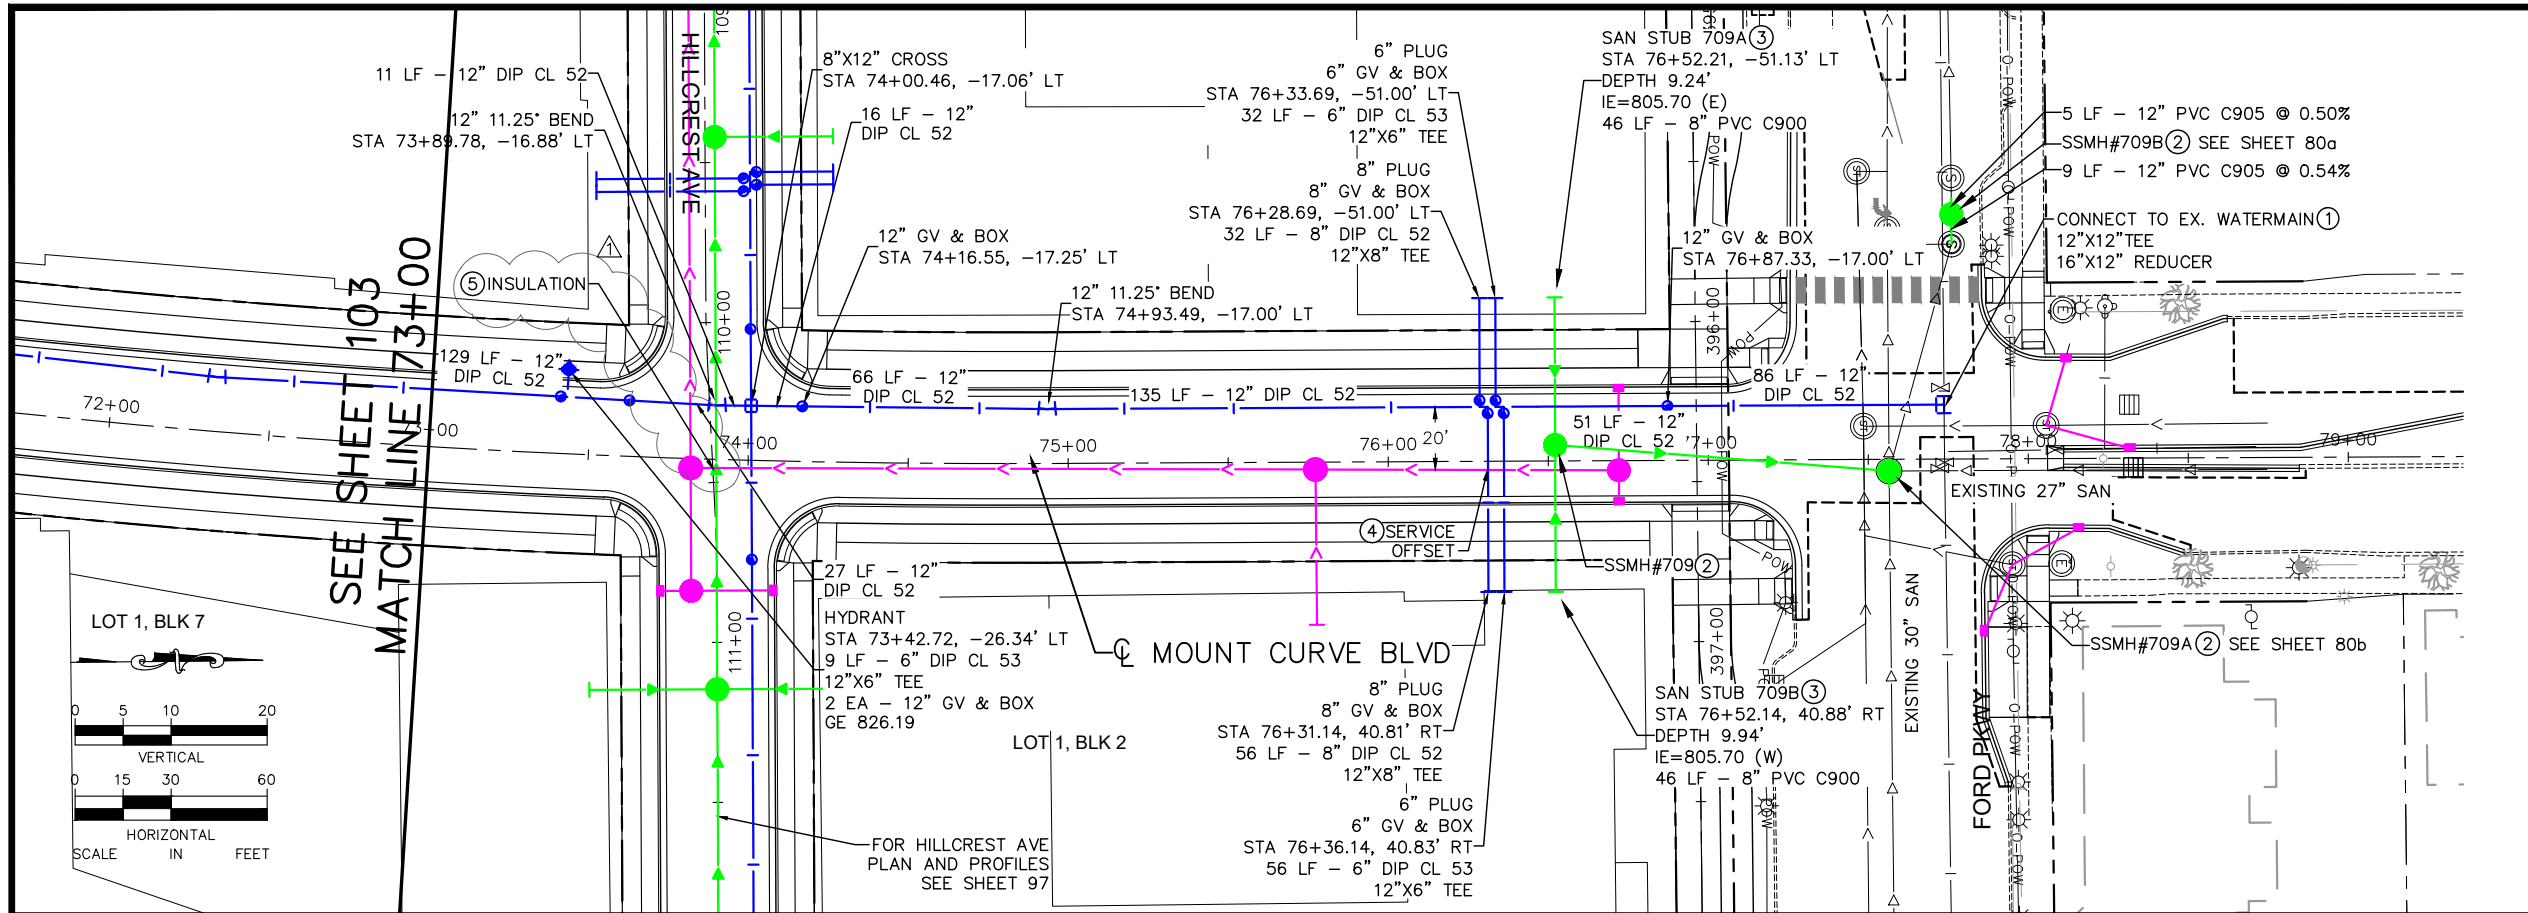 11 LF – 12" DIP CL 52
12" 11.25° BEND
STA 73+89.78, –16.88' LT
HILLCREST AVE
109
8"X12" CROSS
STA 74+00.46, –17.06' LT
16 LF – 12"
DIP CL 52
12" GV & BOX
STA 74+16.55, –17.25' LT
12" 11.25° BEND
STA 74+93.49, –17.00' LT
6" PLUG
6" GV & BOX
STA 76+33.69, –51.00' LT
32 LF – 6" DIP CL 53
12"X6" TEE
8" PLUG
8" GV & BOX
STA 76+28.69, –51.00' LT
32 LF – 8" DIP CL 52
12"X8" TEE
SAN STUB 709A ③
STA 76+52.21, –51.13' LT
DEPTH 9.24'
IE=805.70 (E)
46 LF – 8" PVC C900
12" GV & BOX
STA 76+87.33, –17.00' LT
5 LF – 12" PVC C905 @ 0.50%
SSMH#709B ② SEE SHEET 80a
9 LF – 12" PVC C905 @ 0.54%
CONNECT TO EX. WATERMAIN ①
12"X12"TEE
16"X12" REDUCER
1
⑤ INSULATION
SEE SHEET 103
MATCH LINE 73+00
129 LF – 12"
DIP CL 52
66 LF – 12"
DIP CL 52
135 LF – 12" DIP CL 52
86 LF – 12"
DIP CL 52
51 LF – 12"
DIP CL 52
20'
72+00
73+00
74+00
75+00
76+00
77+00
78+00
79+00
110+00
111+00
396+00
397+00
POW
POW
POW
POW
POW
POW
O-POW
O-POW
O-POW
O-POW
O-POW
EXISTING 27" SAN
④ SERVICE
OFFSET
SSMH#709 ②
27 LF – 12"
DIP CL 52
HYDRANT
STA 73+42.72, –26.34' LT
9 LF – 6" DIP CL 53
12"X6" TEE
2 EA – 12" GV & BOX
GE 826.19
℄ MOUNT CURVE BLVD
LOT 1, BLK 7
LOT 1, BLK 2
8" PLUG
8" GV & BOX
STA 76+31.14, 40.81' RT
56 LF – 8" DIP CL 52
12"X8" TEE
6" PLUG
6" GV & BOX
STA 76+36.14, 40.83' RT
56 LF – 6" DIP CL 53
12"X6" TEE
SAN STUB 709B ③
STA 76+52.14, 40.88' RT
DEPTH 9.94'
IE=805.70 (W)
46 LF – 8" PVC C900
EXISTING 30" SAN
FORD PKWY
SSMH#709A ② SEE SHEET 80b
0 5 10 20
VERTICAL
0 15 30 60
HORIZONTAL
SCALE IN FEET
FOR HILLCREST AVE
PLAN AND PROFILES
SEE SHEET 97